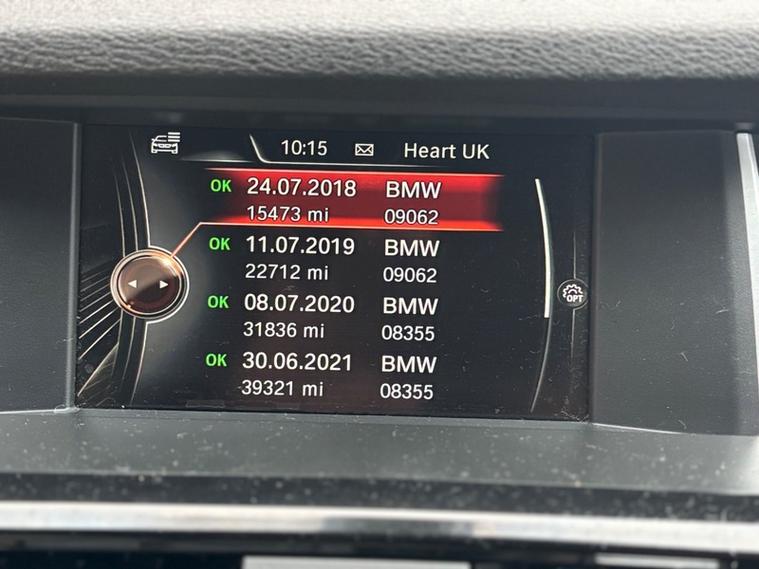 10:15 Heart UK
OK 24.07.2018 BMW
15473 mi 09062
OK 11.07.2019 BMW
22712 mi 09062
OK 08.07.2020 BMW
31836 mi 08355
OK 30.06.2021 BMW
39321 mi 08355
OPT